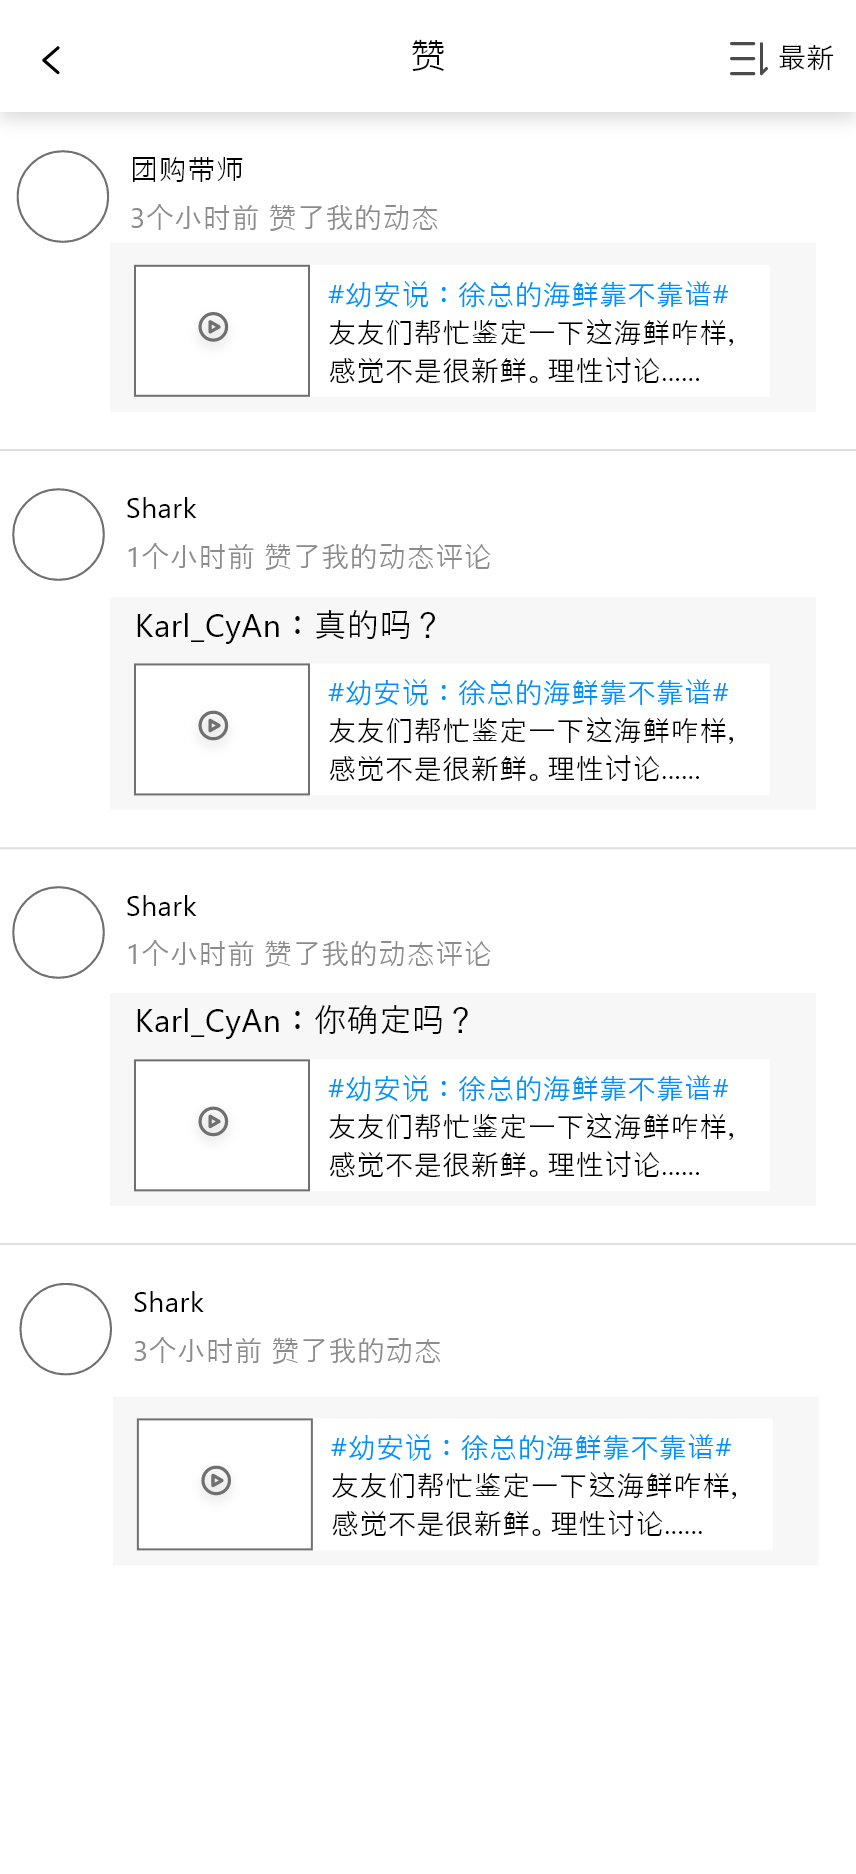 赞
最新
团购带师
3个小时前 赞了我的动态
#幼安说：徐总的海鲜靠不靠谱#
友友们帮忙鉴定一下这海鲜咋样,
感觉不是很新鲜。理性讨论......
Shark
1个小时前 赞了我的动态评论
Karl_CyAn：真的吗？
#幼安说：徐总的海鲜靠不靠谱#
友友们帮忙鉴定一下这海鲜咋样,
感觉不是很新鲜。理性讨论......
Shark
1个小时前 赞了我的动态评论
Karl_CyAn：你确定吗？
#幼安说：徐总的海鲜靠不靠谱#
友友们帮忙鉴定一下这海鲜咋样,
感觉不是很新鲜。理性讨论......
Shark
3个小时前 赞了我的动态
#幼安说：徐总的海鲜靠不靠谱#
友友们帮忙鉴定一下这海鲜咋样,
感觉不是很新鲜。理性讨论......